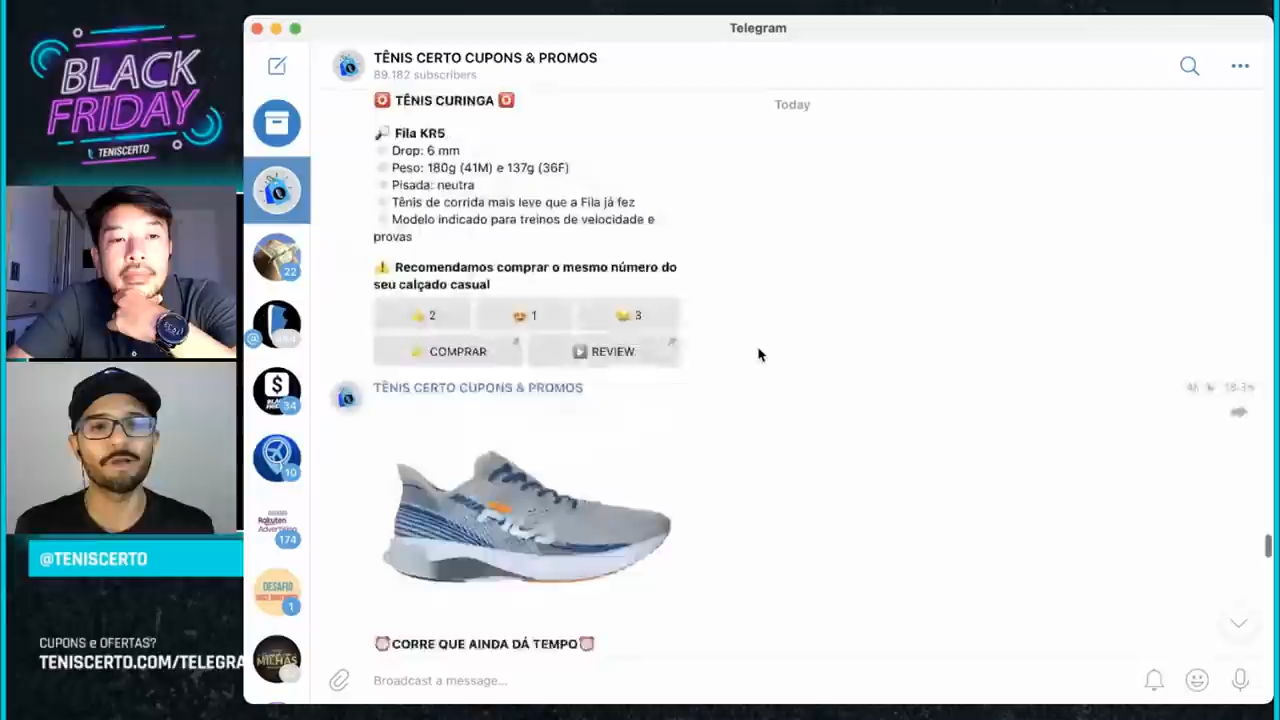 BLACK
FRIDAY
TENISCERTO
@TENISCERTO
CUPONS e OFERTAS?
TENISCERTO.COM/TELEGRA
Telegram
TÊNIS CERTO CUPONS & PROMOS
89.182 subscribers
Today
TÊNIS CURINGA
Fila KR5
Drop: 6 mm
Peso: 180g (41M) e 137g (36F)
Pisada: neutra
Tênis de corrida mais leve que a Fila já fez
Modelo indicado para treinos de velocidade e
provas
Recomendamos comprar o mesmo número do
seu calçado casual
2
1
3
COMPRAR
REVIEW
TÊNIS CERTO CUPONS & PROMOS
CORRE QUE AINDA DÁ TEMPO
Broadcast a message...
22
@
34
10
Rakuten
Advertising
174
DESAFIO
1
MILHAS